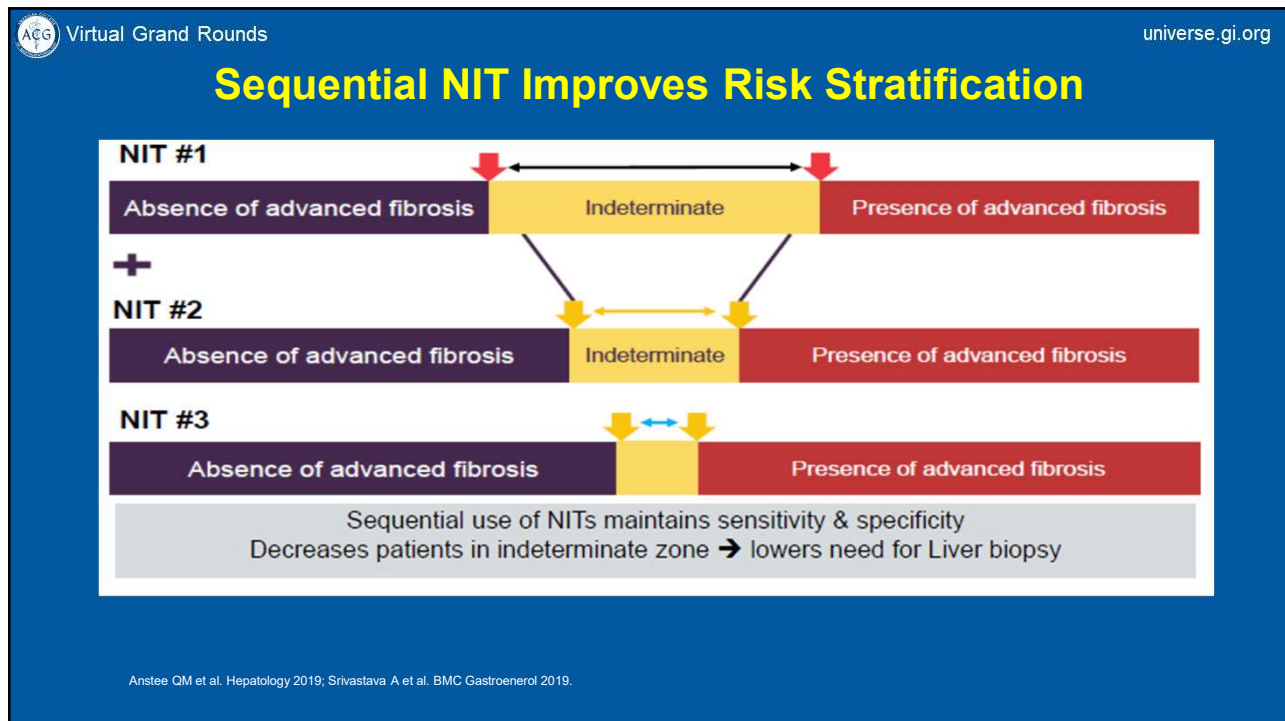 ACG
Virtual Grand Rounds
universe.gi.org
Sequential NIT Improves Risk Stratification
NIT #1
Absence of advanced fibrosis
Indeterminate
Presence of advanced fibrosis
NIT #2
Absence of advanced fibrosis
Indeterminate
Presence of advanced fibrosis
NIT #3
Absence of advanced fibrosis
Presence of advanced fibrosis
Sequential use of NITs maintains sensitivity & specificity
Decreases patients in indeterminate zone → lowers need for Liver biopsy
Anstee QM et al. Hepatology 2019; Srivastava A et al. BMC Gastroenerol 2019.